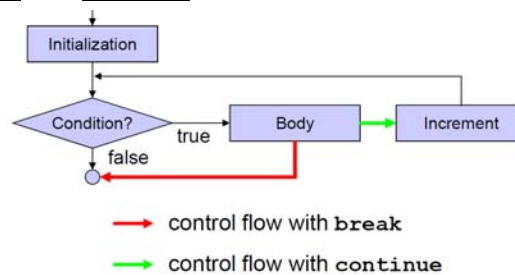 Initialization
Condition?
true
Body
Increment
false
control flow with break
control flow with continue